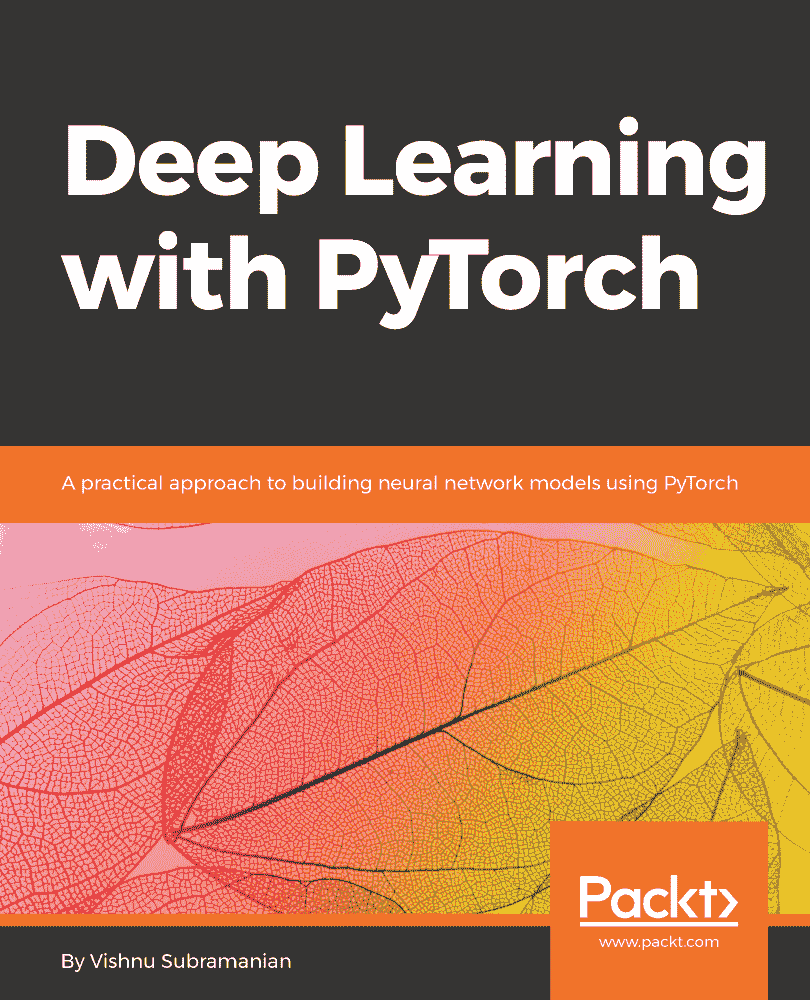 Deep Learning
with PyTorch
A practical approach to building neural network models using PyTorch
Packt>
www.packt.com
By Vishnu Subramanian